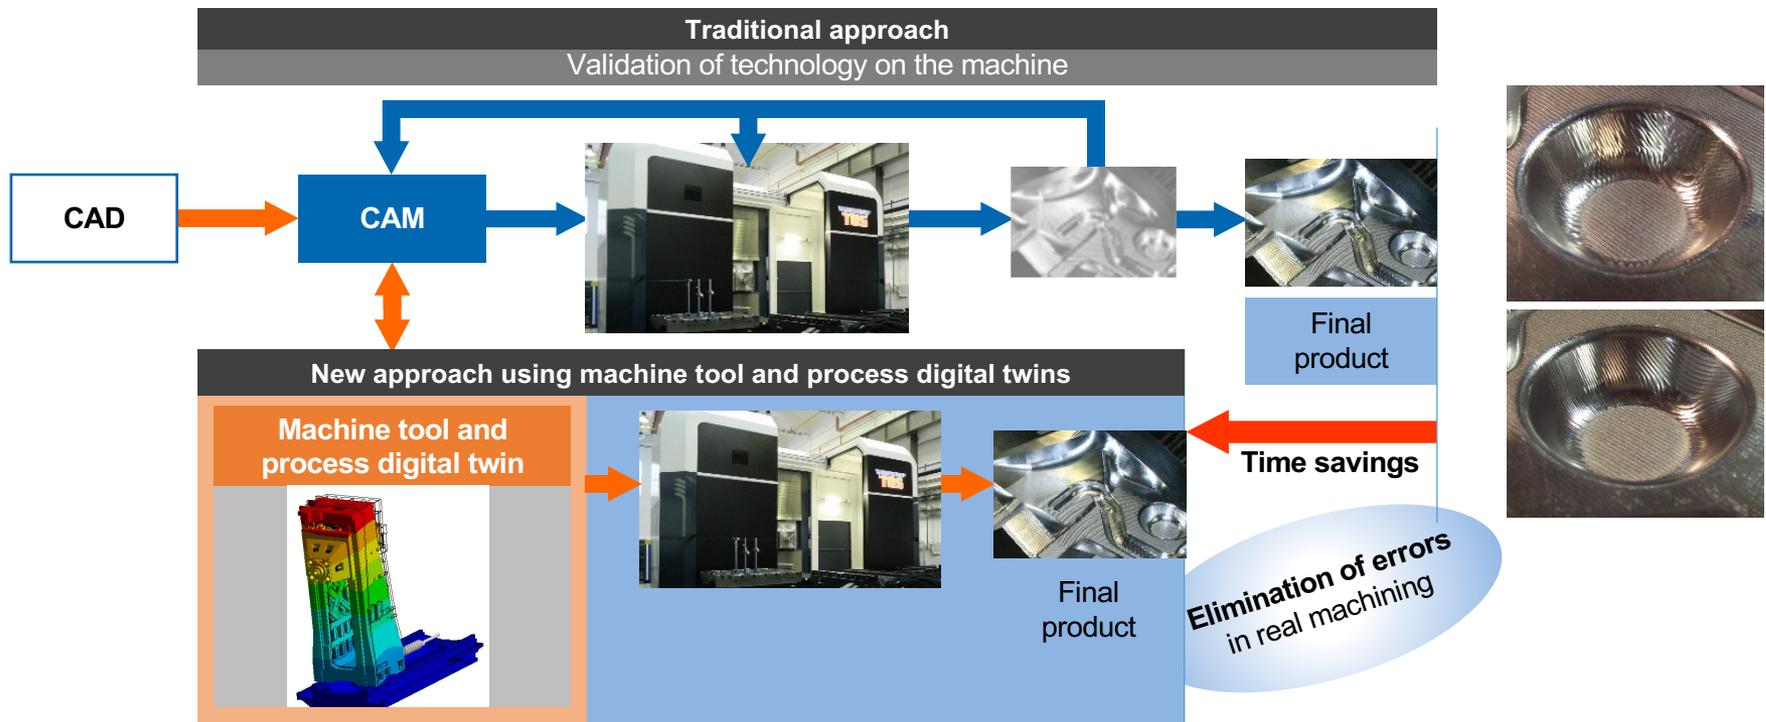 Traditional approach
Validation of technology on the machine
CAD
CAM
Final
product
New approach using machine tool and process digital twins
Machine tool and
process digital twin
Time savings
Final
product
Elimination of errors
in real machining